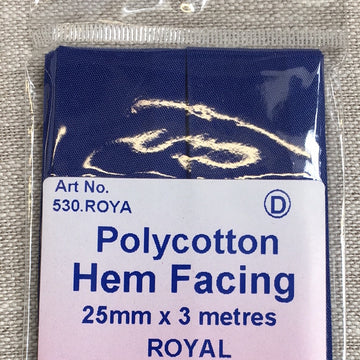 Art No.
530.ROYA
D
Polycotton
Hem Facing
25mm x 3 metres
ROYAL